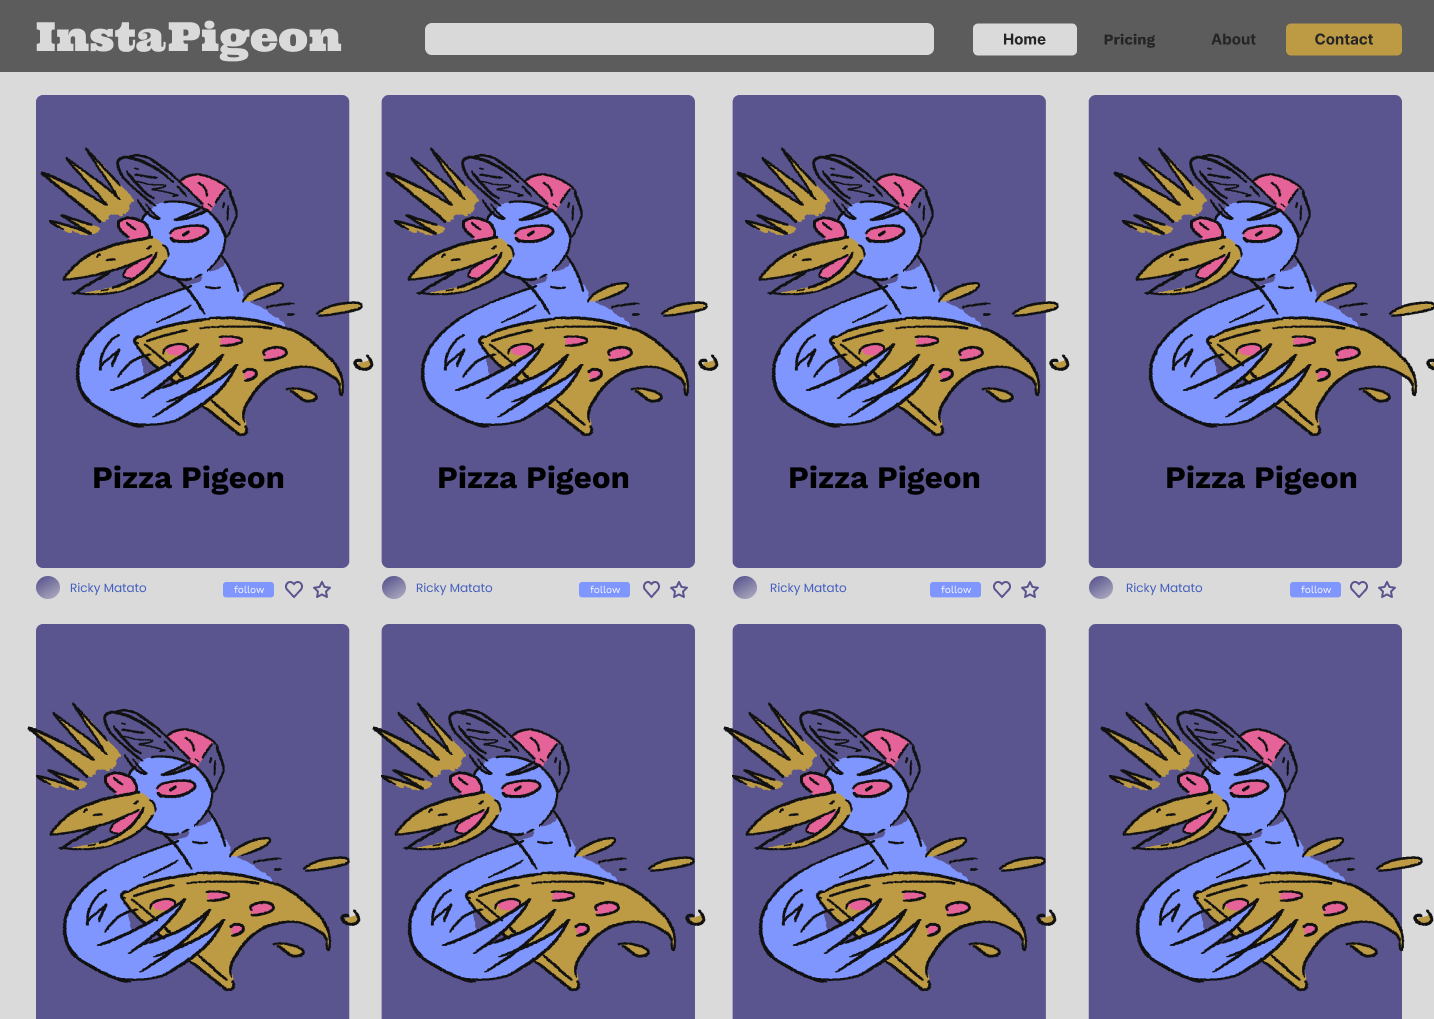 InstaPigeon
Home Pricing About Contact
Pizza Pigeon Pizza Pigeon Pizza Pigeon Pizza Pigeon
Ricky Matato follow Ricky Matato follow Ricky Matato follow Ricky Matato follow